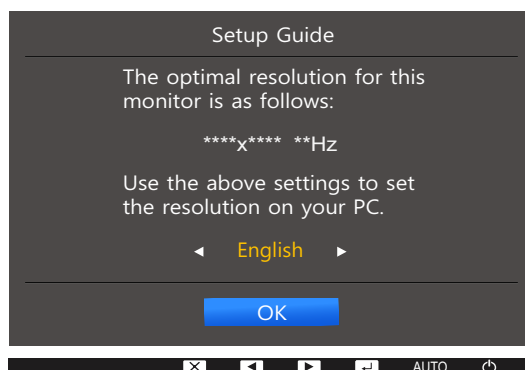 Setup Guide
The optimal resolution for this
monitor is as follows:
****x**** **Hz
Use the above settings to set
the resolution on your PC.
English
OK
AUTO